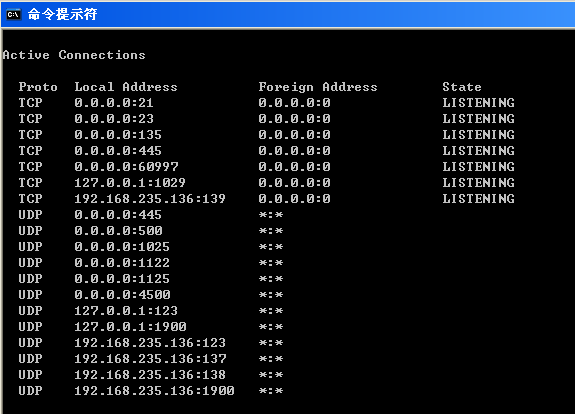 C:\ 命令提示符
Active Connections
Proto Local Address Foreign Address State
TCP 0.0.0.0:21 0.0.0.0:0 LISTENING
TCP 0.0.0.0:23 0.0.0.0:0 LISTENING
TCP 0.0.0.0:135 0.0.0.0:0 LISTENING
TCP 0.0.0.0:445 0.0.0.0:0 LISTENING
TCP 0.0.0.0:60997 0.0.0.0:0 LISTENING
TCP 127.0.0.1:1029 0.0.0.0:0 LISTENING
TCP 192.168.235.136:139 0.0.0.0:0 LISTENING
UDP 0.0.0.0:445 *:*
UDP 0.0.0.0:500 *:*
UDP 0.0.0.0:1025 *:*
UDP 0.0.0.0:1122 *:*
UDP 0.0.0.0:1125 *:*
UDP 0.0.0.0:4500 *:*
UDP 127.0.0.1:123 *:*
UDP 127.0.0.1:1900 *:*
UDP 192.168.235.136:123 *:*
UDP 192.168.235.136:137 *:*
UDP 192.168.235.136:138 *:*
UDP 192.168.235.136:1900 *:*